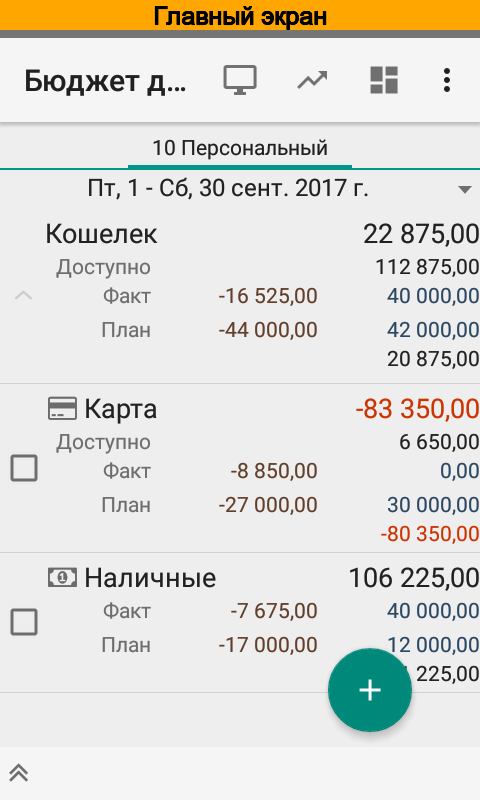 Главный экран
Бюджет д...
10 Персональный
Пт, 1 - Сб, 30 сент. 2017 г.
Кошелек 22 875,00
Доступно 112 875,00
Факт -16 525,00 40 000,00
План -44 000,00 42 000,00
20 875,00
Карта -83 350,00
Доступно 6 650,00
Факт -8 850,00 0,00
План -27 000,00 30 000,00
-80 350,00
Наличные 106 225,00
Факт -7 675,00 40 000,00
План -17 000,00 12 000,00
225,00